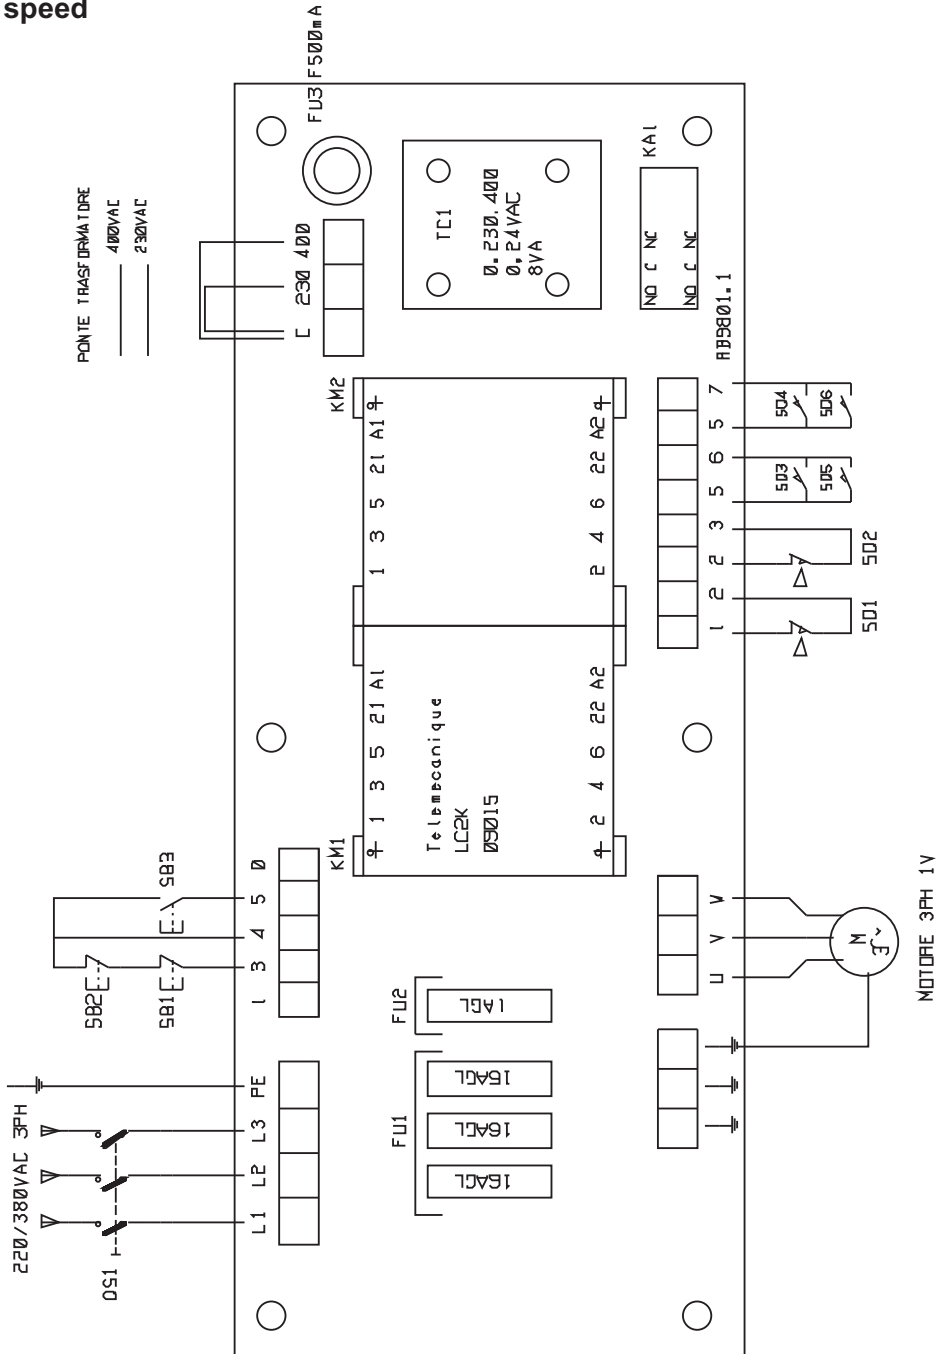 speed
FU3 F500mA
PONTE TRASFORMATORE
400VAC
230VAC
C 230 400
TC1
0.230.400
0,24VAC
8VA
KA1
NO C NC
NO C NC
AB9801.1
KM2
1 3 5 21 A1
2 4 6 22 A2
1 2 2 3 5 6 5 7
SQ4
SQ6
SQ3
SQ5
SQ2
SQ1
KM1
1 3 5 21 A1
2 4 6 22 A2
Telemecanique
LC2K
09015
SB3
SB2
SB1
1 3 4 5 0
FU2
1AGL
FU1
16AGL
16AGL
16AGL
U V V
M
MOTORE 3PH 1V
220/380VAC 3PH
L1 L2 L3 PE
QS1